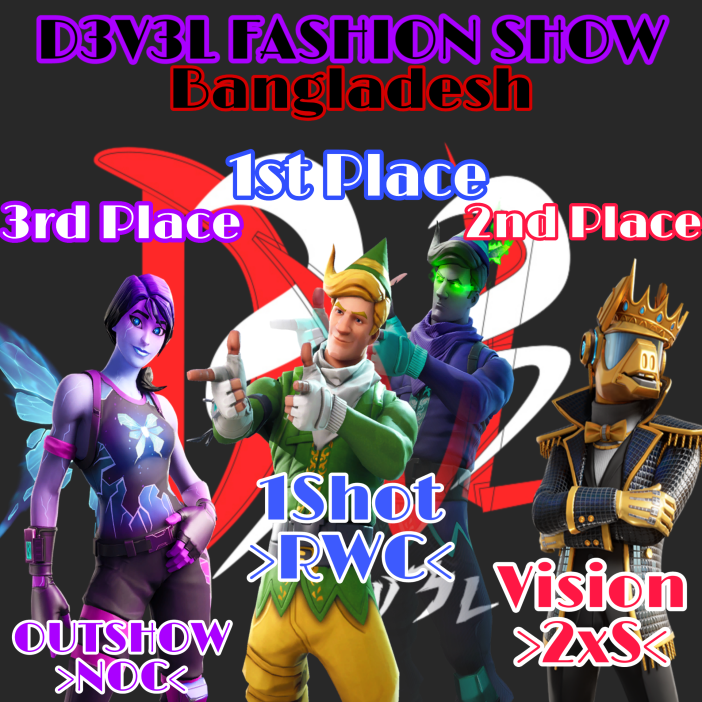 D3V3L FASHION SHOW
Bangladesh
1st Place
3rd Place
2nd Place
1Shot
>RWC<
Vision
>2xS<
OUTSHOW
>NOC<